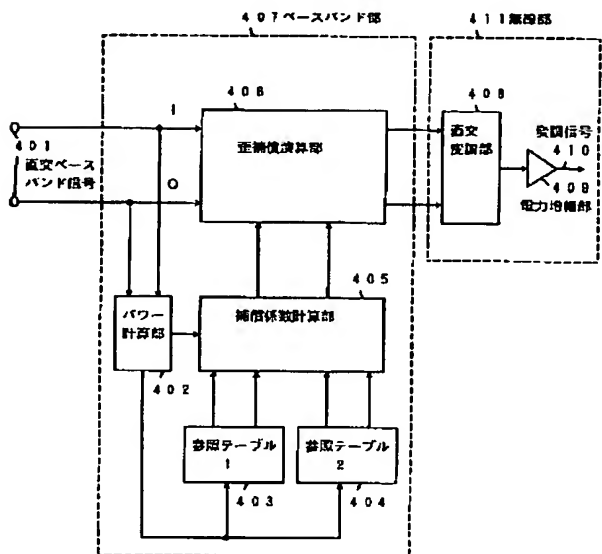 407ベースバンド部
411無線部
406
408
I
401
直交ベース
バンド信号
Q
歪補償演算部
直交
変調部
変調信号
410
409
電力増幅部
405
パワー
計算部
補償係数計算部
402
参照テーブル
1
参照テーブル
2
403
404